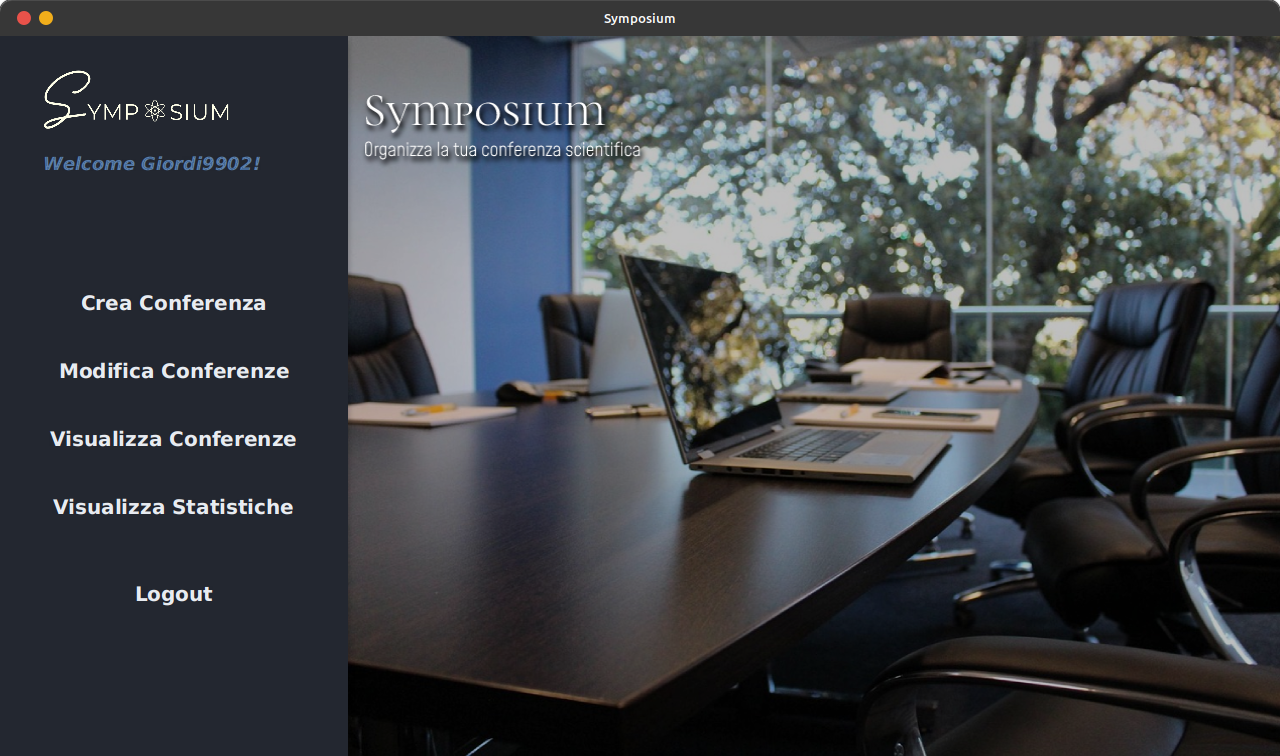 Symposium
SYMPOSIUM
Welcome Giordi9902!
Crea Conferenza
Modifica Conferenze
Visualizza Conferenze
Visualizza Statistiche
Logout
Symposium
Organizza la tua conferenza scientifica